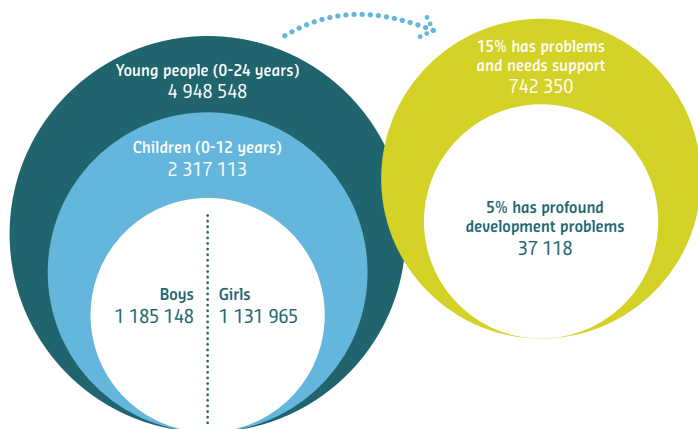 Young people (0-24 years)
4 948 548
Children (0-12 years)
2 317 113
Boys
1 185 148
Girls
1 131 965
15% has problems
and needs support
742 350
5% has profound
development problems
37 118